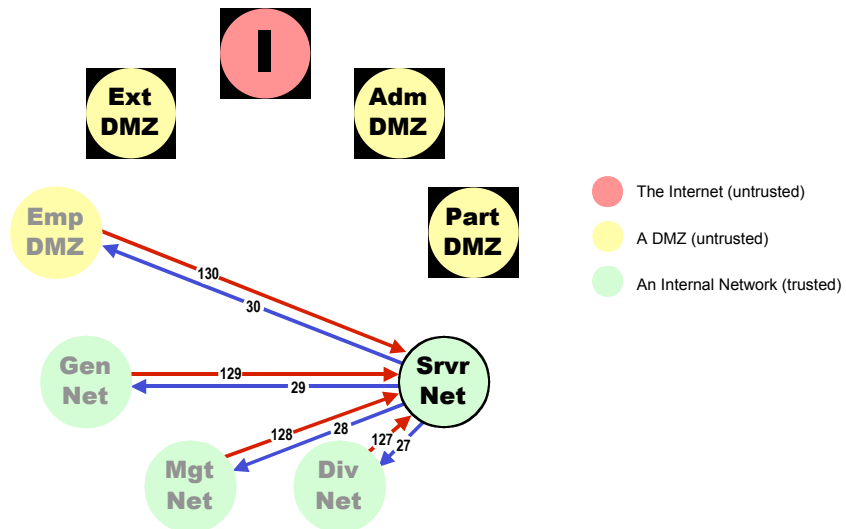 I
Ext
DMZ
Adm
DMZ
Emp
DMZ
Part
DMZ
The Internet (untrusted)
A DMZ (untrusted)
An Internal Network (trusted)
130
30
Gen
Net
129
29
Srvr
Net
128
28
127
27
Mgt
Net
Div
Net